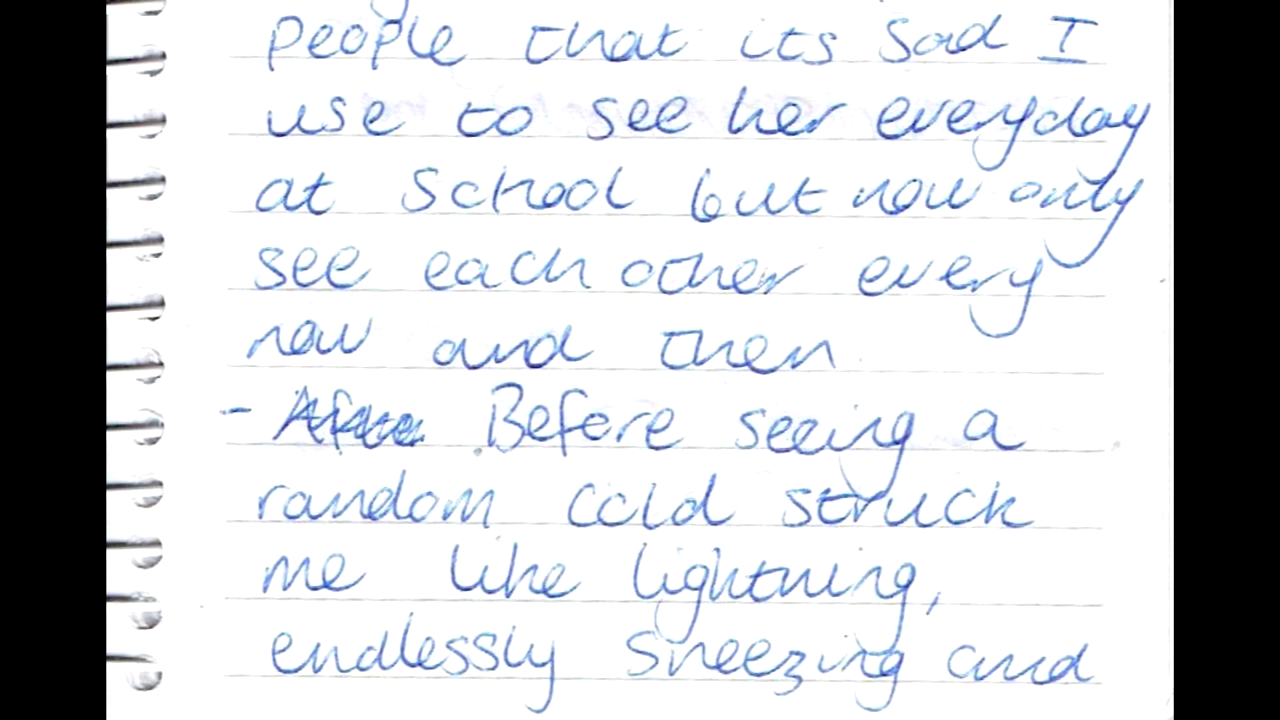 people that its sad I
use to see her everyday
at school but now only
see each other every
now and then
- Before seeing a
random cold struck
me like lightning,
endlessly sneezing and